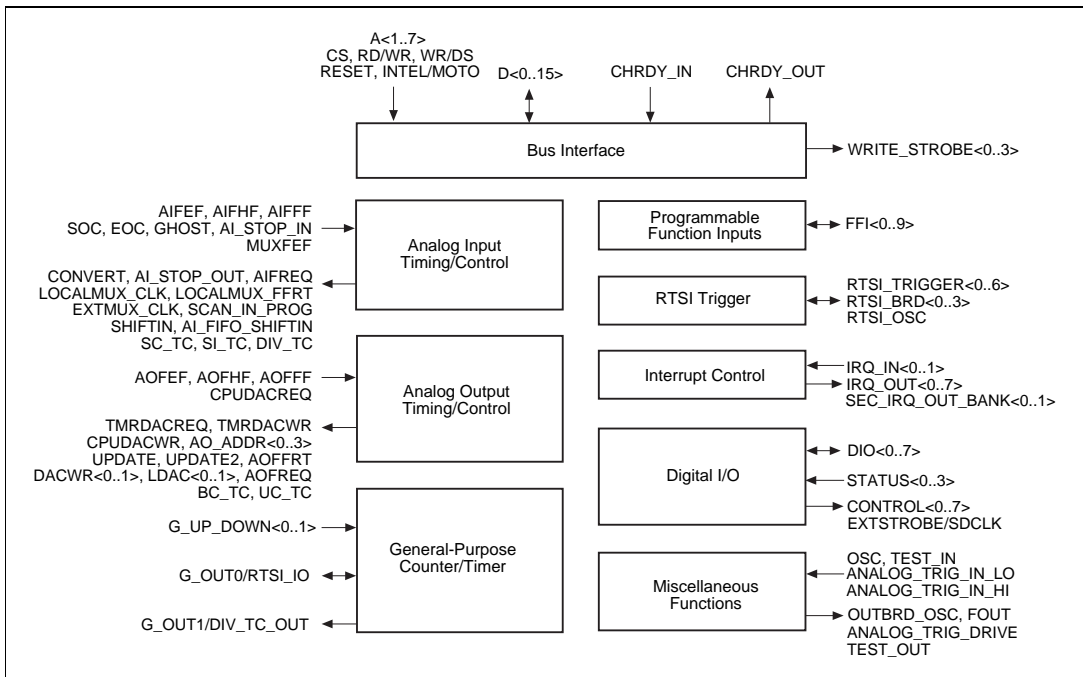 A<1..7>
CS, RD/WR, WR/DS
RESET, INTEL/MOTO
D<0..15>
CHRDY_IN
CHRDY_OUT
Bus Interface
WRITE_STROBE<0..3>
AIFEF, AIFHF, AIFFF
SOC, EOC, GHOST, AI_STOP_IN
MUXFEF
Analog Input
Timing/Control
CONVERT, AI_STOP_OUT, AIFREQ
LOCALMUX_CLK, LOCALMUX_FFRT
EXTMUX_CLK, SCAN_IN_PROG
SHIFTIN, AI_FIFO_SHIFTIN
SC_TC, SI_TC, DIV_TC
AOFEF, AOFHF, AOFFF
CPUDACREQ
Analog Output
Timing/Control
TMRDACREQ, TMRDACWR
CPUDACWR, AO_ADDR<0..3>
UPDATE, UPDATE2, AOFFRT
DACWR<0..1>, LDAC<0..1>, AOFREQ
BC_TC, UC_TC
G_UP_DOWN<0..1>
General-Purpose
Counter/Timer
G_OUT0/RTSI_IO
G_OUT1/DIV_TC_OUT
Programmable
Function Inputs
FFI<0..9>
RTSI Trigger
RTSI_TRIGGER<0..6>
RTSI_BRD<0..3>
RTSI_OSC
Interrupt Control
IRQ_IN<0..1>
IRQ_OUT<0..7>
SEC_IRQ_OUT_BANK<0..1>
Digital I/O
DIO<0..7>
STATUS<0..3>
CONTROL<0..7>
EXTSTROBE/SDCLK
Miscellaneous
Functions
OSC, TEST_IN
ANALOG_TRIG_IN_LO
ANALOG_TRIG_IN_HI
OUTBRD_OSC, FOUT
ANALOG_TRIG_DRIVE
TEST_OUT